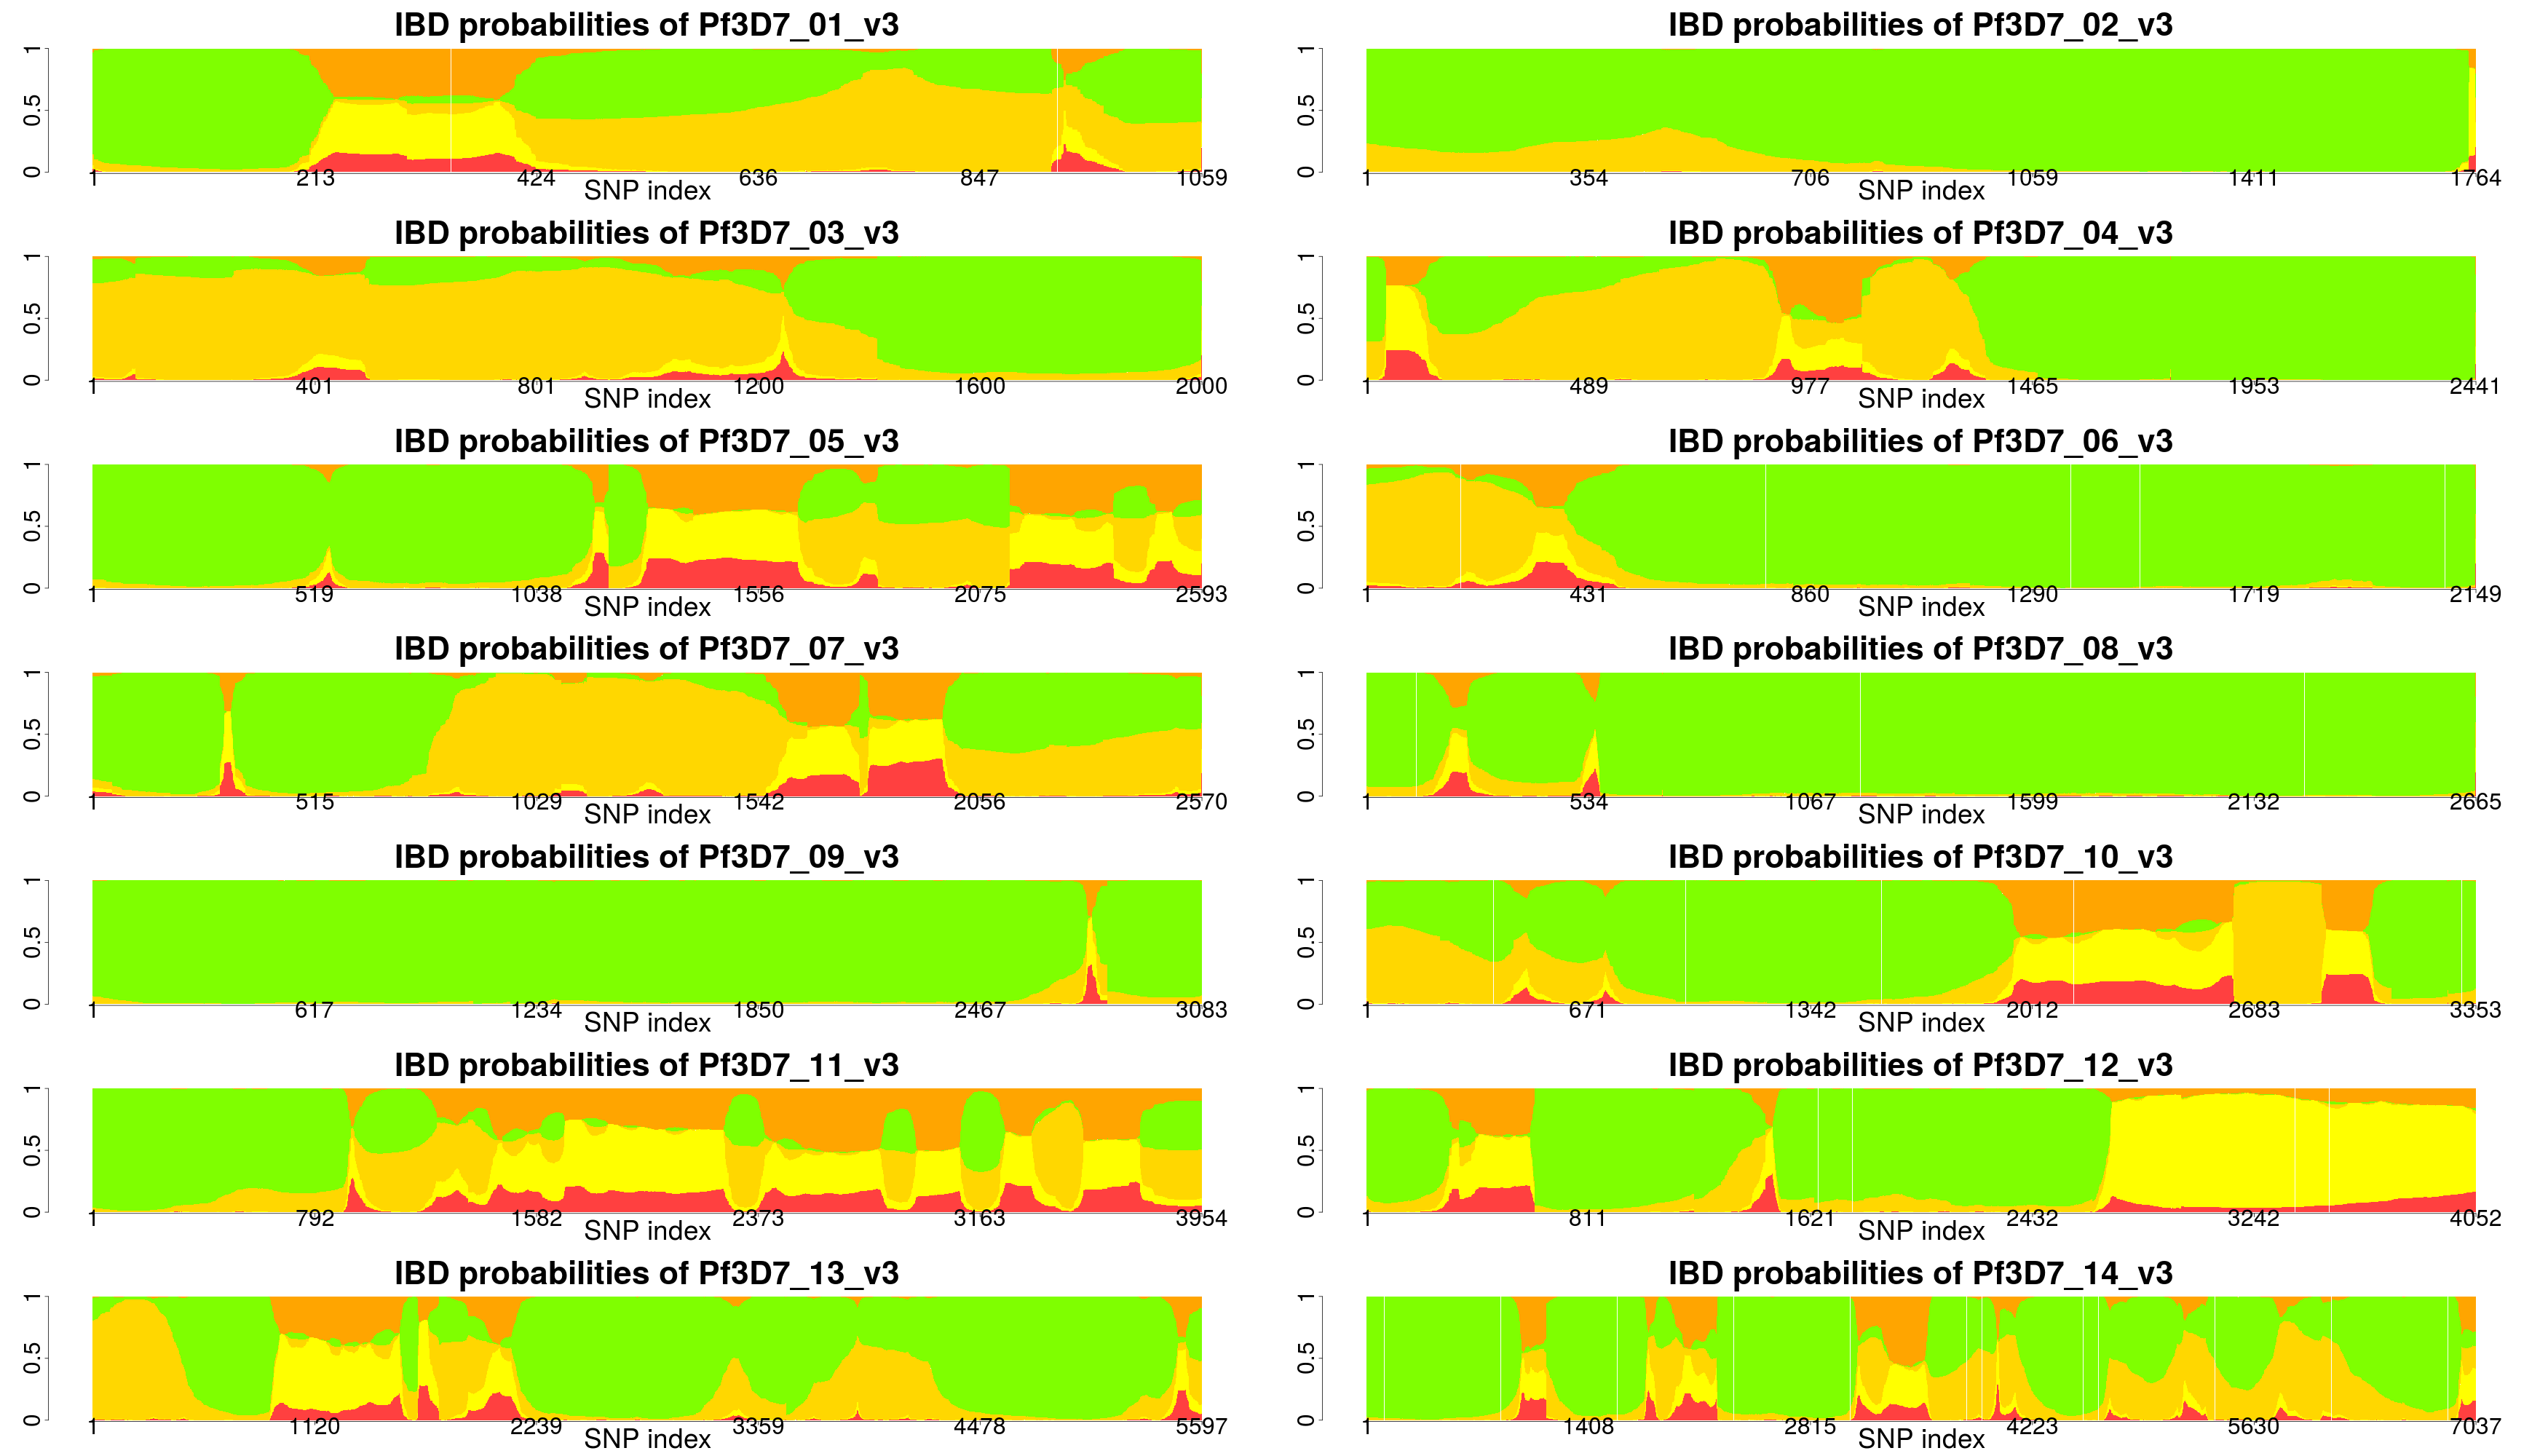 IBD probabilities of Pf3D7_01_v3
0 0.5 1
1 213 424 636 847 1059
SNP index
IBD probabilities of Pf3D7_02_v3
0 0.5 1
1 354 706 1059 1411 1764
SNP index
IBD probabilities of Pf3D7_03_v3
0 0.5 1
1 401 801 1200 1600 2000
SNP index
IBD probabilities of Pf3D7_04_v3
0 0.5 1
1 489 977 1465 1953 2441
SNP index
IBD probabilities of Pf3D7_05_v3
0 0.5 1
1 519 1038 1556 2075 2593
SNP index
IBD probabilities of Pf3D7_06_v3
0 0.5 1
1 431 860 1290 1719 2149
SNP index
IBD probabilities of Pf3D7_07_v3
0 0.5 1
1 515 1029 1542 2056 2570
SNP index
IBD probabilities of Pf3D7_08_v3
0 0.5 1
1 534 1067 1599 2132 2665
SNP index
IBD probabilities of Pf3D7_09_v3
0 0.5 1
1 617 1234 1850 2467 3083
SNP index
IBD probabilities of Pf3D7_10_v3
0 0.5 1
1 671 1342 2012 2683 3353
SNP index
IBD probabilities of Pf3D7_11_v3
0 0.5 1
1 792 1582 2373 3163 3954
SNP index
IBD probabilities of Pf3D7_12_v3
0 0.5 1
1 811 1621 2432 3242 4052
SNP index
IBD probabilities of Pf3D7_13_v3
0 0.5 1
1 1120 2239 3359 4478 5597
SNP index
IBD probabilities of Pf3D7_14_v3
0 0.5 1
1 1408 2815 4223 5630 7037
SNP index